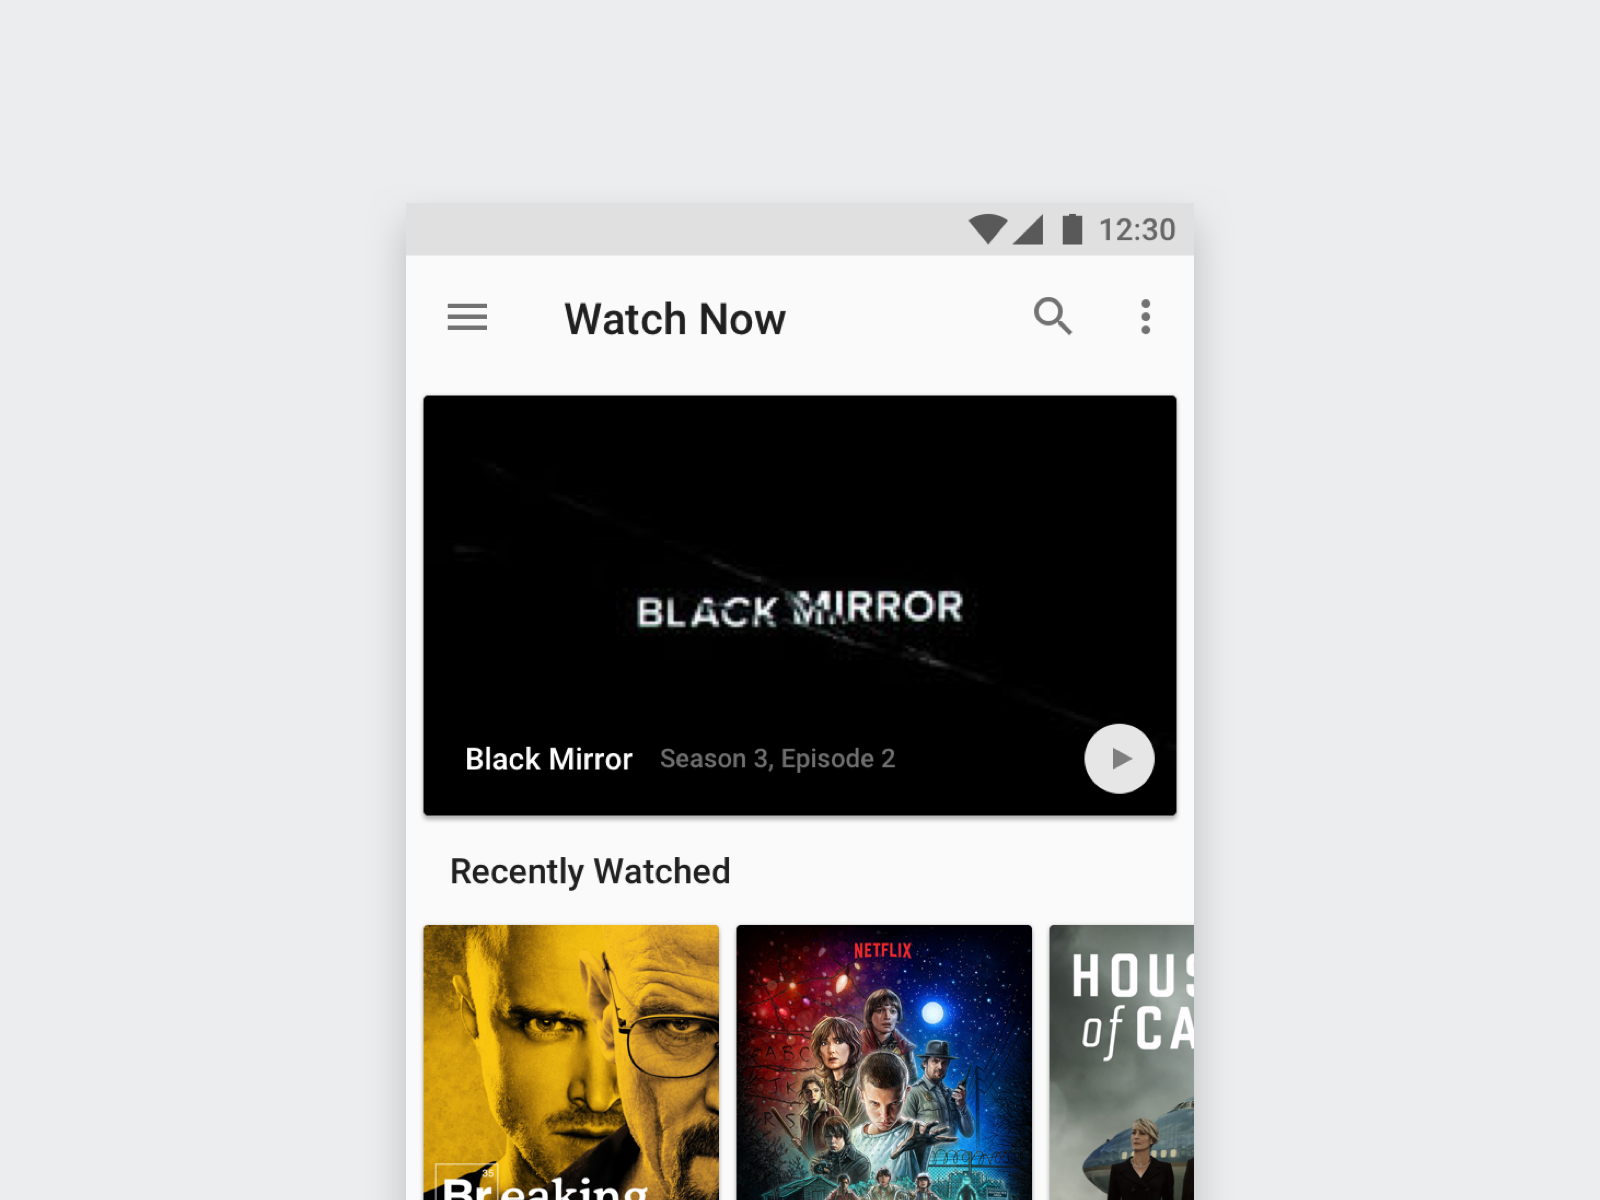 12:30
Watch Now
BLACK MIRROR
Black Mirror Season 3, Episode 2
Recently Watched
NETFLIX
HOUS
of CA
35
Breaking